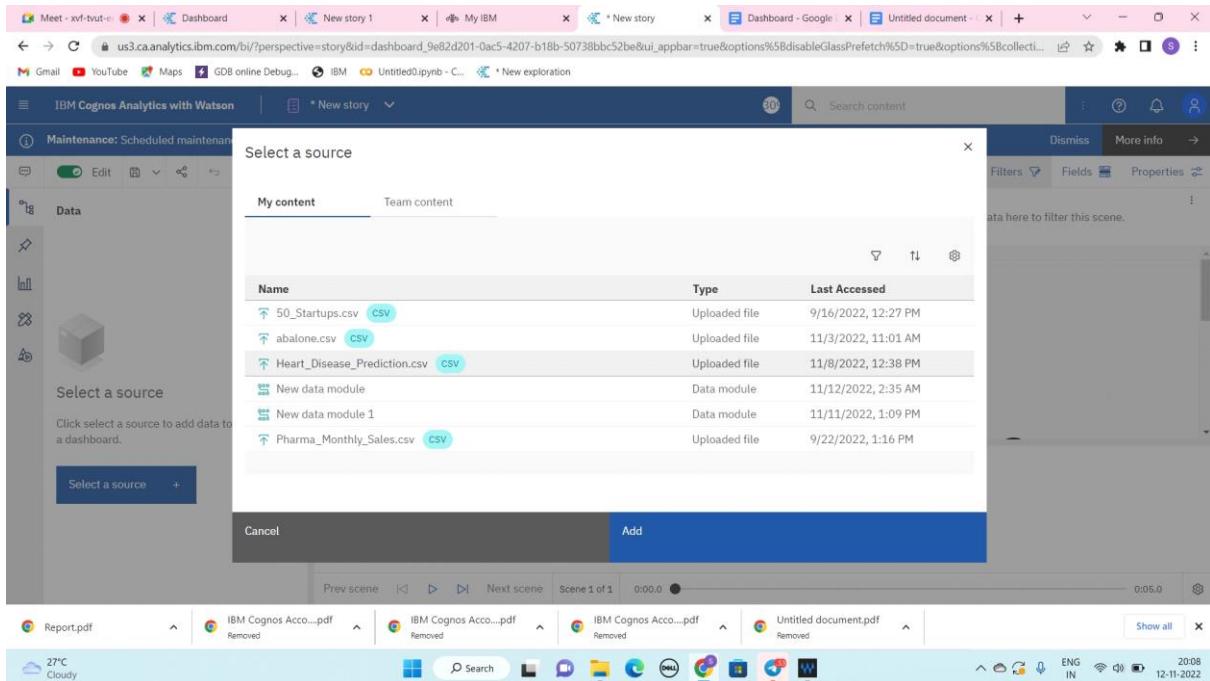 Meet - xvf-tvut-e
Dashboard
New story 1
My IBM
* New story
Dashboard - Google
Untitled document -
us3.ca.analytics.ibm.com/bi/?perspective=story&id=dashboard_9e82d201-0ac5-4207-b18b-50738bbc52be&ui_appbar=true&options%5BdisableGlassPrefetch%5D=true&options%5Bcollecti...
S
Gmail
YouTube
Maps
GDB online Debug...
IBM
Untitled0.ipynb - C...
* New exploration
IBM Cognos Analytics with Watson
* New story
30
Search content
Maintenance: Scheduled maintenan
Dismiss
More info
Edit
Filters
Fields
Properties
Data
ata here to filter this scene.
Select a source
Click select a source to add data to
a dashboard.
Select a source +
Select a source
My content
Team content
Name Type Last Accessed
50_Startups.csv CSV Uploaded file 9/16/2022, 12:27 PM
abalone.csv CSV Uploaded file 11/3/2022, 11:01 AM
Heart_Disease_Prediction.csv CSV Uploaded file 11/8/2022, 12:38 PM
New data module Data module 11/12/2022, 2:35 AM
New data module 1 Data module 11/11/2022, 1:09 PM
Pharma_Monthly_Sales.csv CSV Uploaded file 9/22/2022, 1:16 PM
Cancel
Add
Prev scene
Next scene
Scene 1 of 1
0:00.0
0:05.0
Report.pdf
IBM Cognos Acco....pdf
Removed
IBM Cognos Acco....pdf
Removed
IBM Cognos Acco....pdf
Removed
Untitled document.pdf
Removed
Show all
27°C
Cloudy
Search
DELL
ENG
IN
20:08
12-11-2022